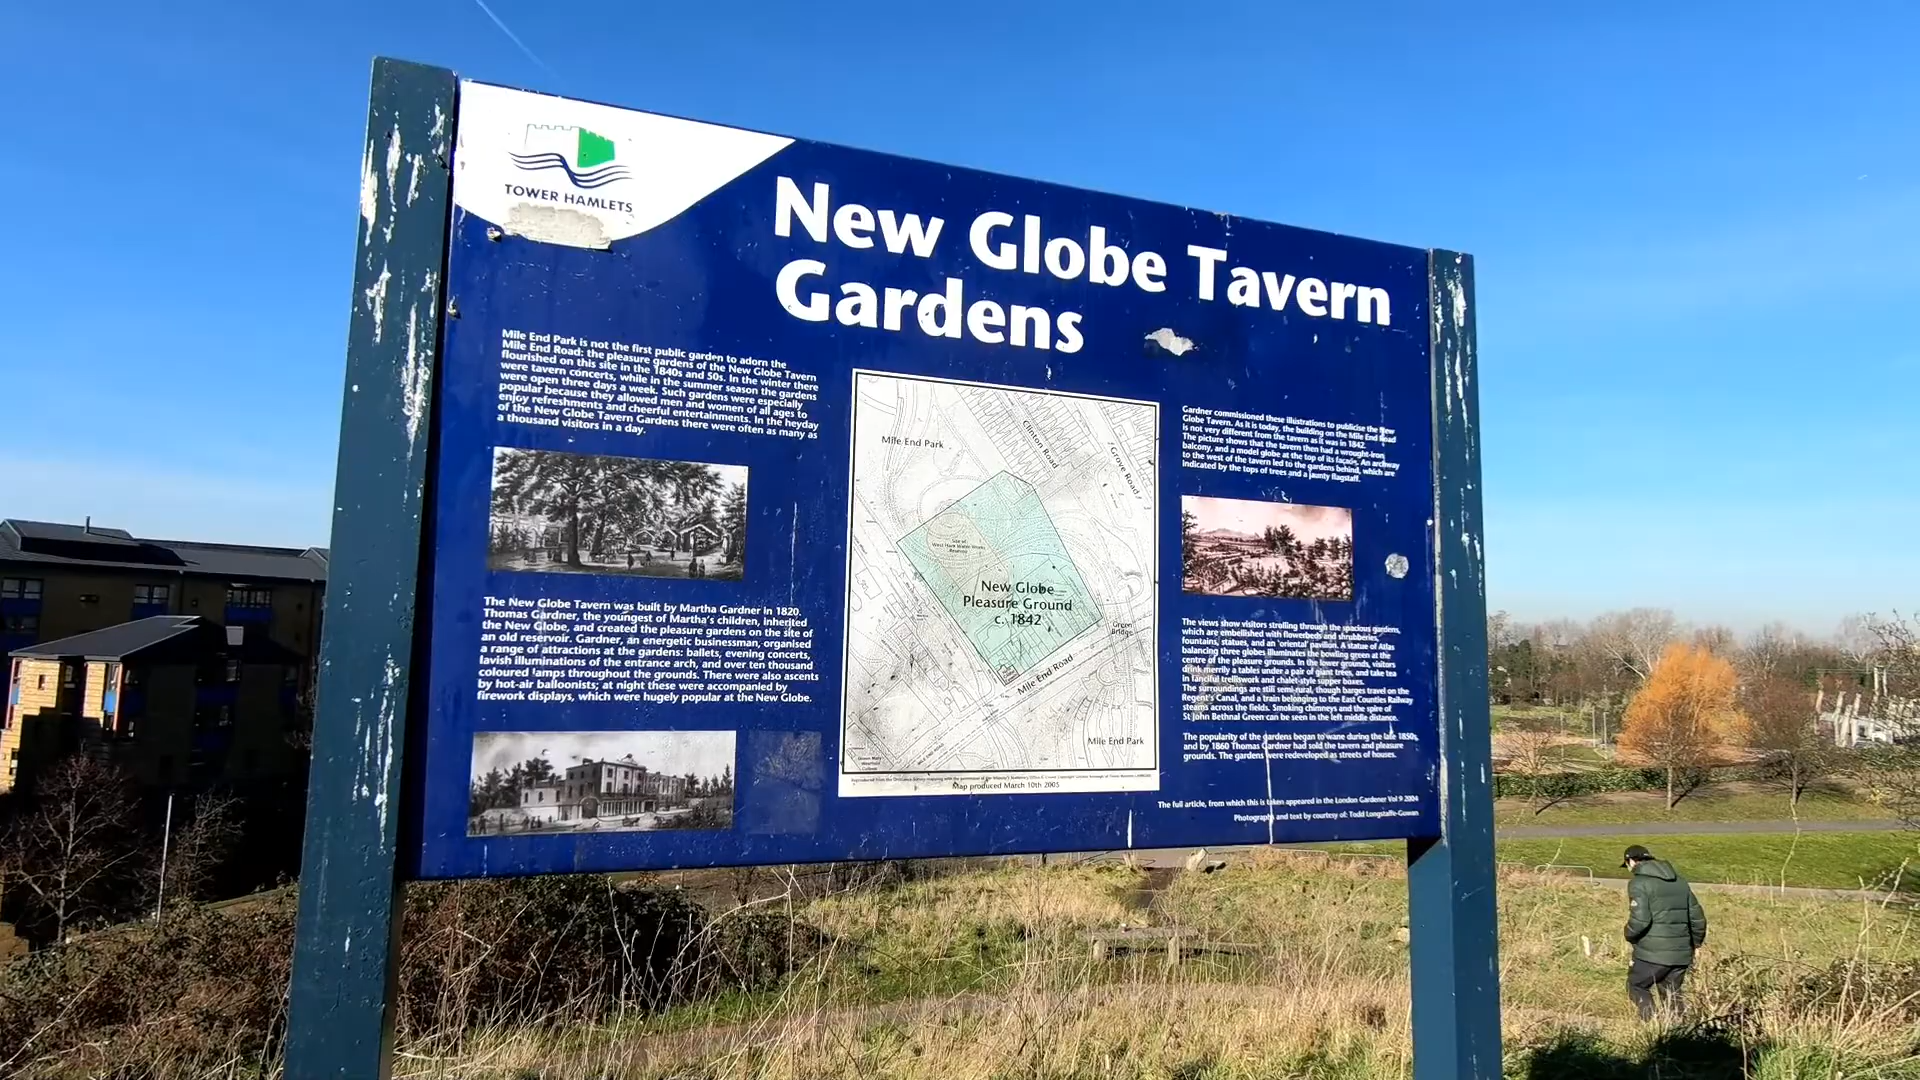 TOWER HAMLETS
New Globe Tavern
Gardens
Mile End Park is not the first public garden to adorn the
Mile End Road: the pleasure gardens of the New Globe Tavern
flourished on this site in the 1840s and 50s. In the winter there
were tavern concerts, while in the summer season the gardens
were open three days a week. Such gardens were especially
popular because they allowed men and women of all ages to
enjoy refreshments and cheerful entertainments. In the heyday
of the New Globe Tavern Gardens there were often as many as
a thousand visitors in a day.
The New Globe Tavern was built by Martha Gardner in 1820.
Thomas Gardner, the youngest of Martha's children, inherited
the New Globe, and created the pleasure gardens on the site of
an old reservoir. Gardner, an energetic businessman, organised
a range of attractions at the gardens: ballets, evening concerts,
lavish illuminations of the entrance arch, and over ten thousand
coloured lamps throughout the grounds. There were also ascents
by hot-air balloonists; at night these were accompanied by
firework displays, which were hugely popular at the New Globe.
Mile End Park
Clinton Road
Grove Road
Site of
West Ham Water Works
Reservoir
New Globe
Pleasure Ground
c. 1842
Green
Bridge
Mile End Road
Mile End Park
Queen Mary
Westfield
College
Map produced March 10th 2005
Gardner commissioned these illustrations to publicise the New
Globe Tavern. As it is today, the building on the Mile End Road
is not very different from the tavern as it was in 1842.
The picture shows that the tavern then had a wrought-iron
balcony, and a model globe at the top of its façade. An archway
to the west of the tavern led to the gardens behind, which are
indicated by the tops of trees and a jaunty flagstaff.
The views show visitors strolling through the spacious gardens,
which are embellished with flowerbeds and shrubberies,
fountains, statues, and an 'oriental' pavilion. A statue of Atlas
balancing three globes illuminates the bowling green at the
centre of the pleasure grounds. In the lower grounds, visitors
drink merrily a tables under a pair of giant trees, and take tea
in fanciful trelliswork and chalet-style supper boxes.
The surroundings are still semi-rural, though barges travel on the
Regent's Canal, and a train belonging to the East Counties Railway
steams across the fields. Smoking chimneys and the spire of
St John Bethnal Green can be seen in the left middle distance.
The popularity of the gardens began to wane during the late 1850s,
and by 1860 Thomas Gardner had sold the tavern and pleasure
grounds. The gardens were redeveloped as streets of houses.
The full article, from which this is taken appeared in the London Gardener Vol 9 2004
Photographs and text by courtesy of: Todd Longstaffe-Gowan